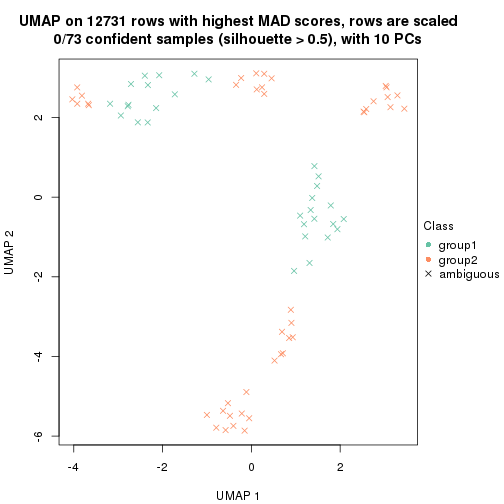 UMAP on 12731 rows with highest MAD scores, rows are scaled
0/73 confident samples (silhouette > 0.5), with 10 PCs
2
0
-2
-4
-6
UMAP 2
-4
-2
0
2
UMAP 1
Class
group1
group2
ambiguous